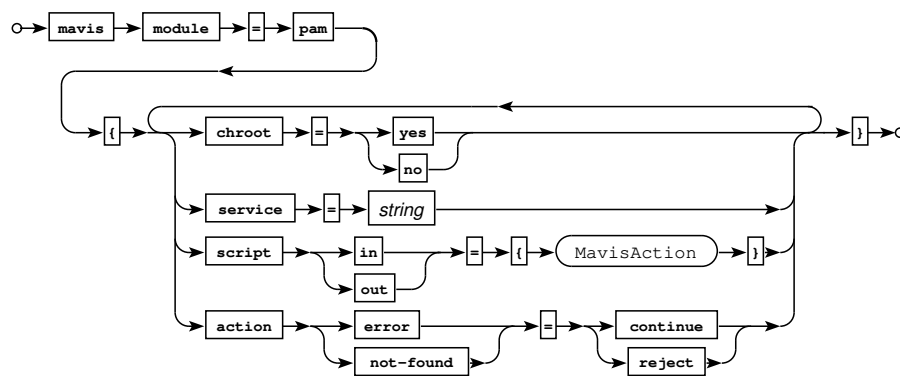 mavis module = pam
{ chroot = yes }
no
service = string
script in = { MavisAction }
out
action error = continue
not-found reject